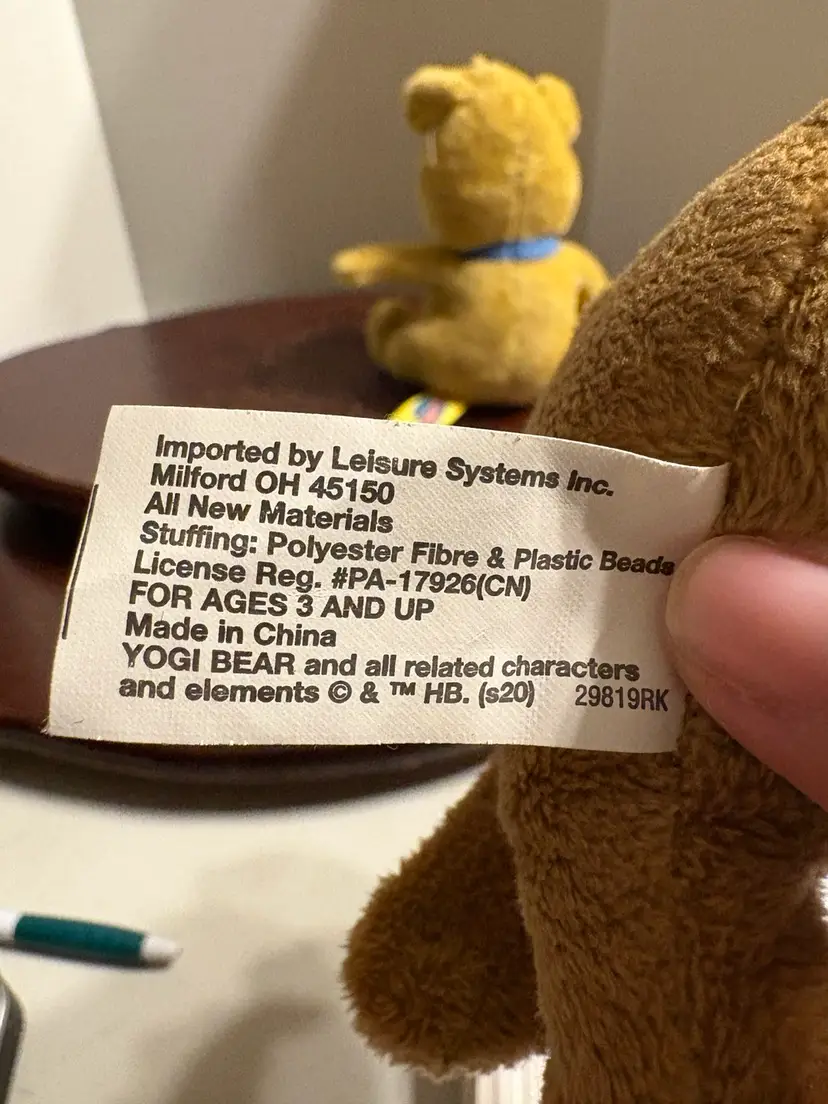 Imported by Leisure Systems Inc.
Milford OH 45150
All New Materials
Stuffing: Polyester Fibre & Plastic Beads
License Reg. #PA-17926(CN)
FOR AGES 3 AND UP
Made in China
YOGI BEAR and all related characters
and elements © & ™ HB. (s20) 29819RK